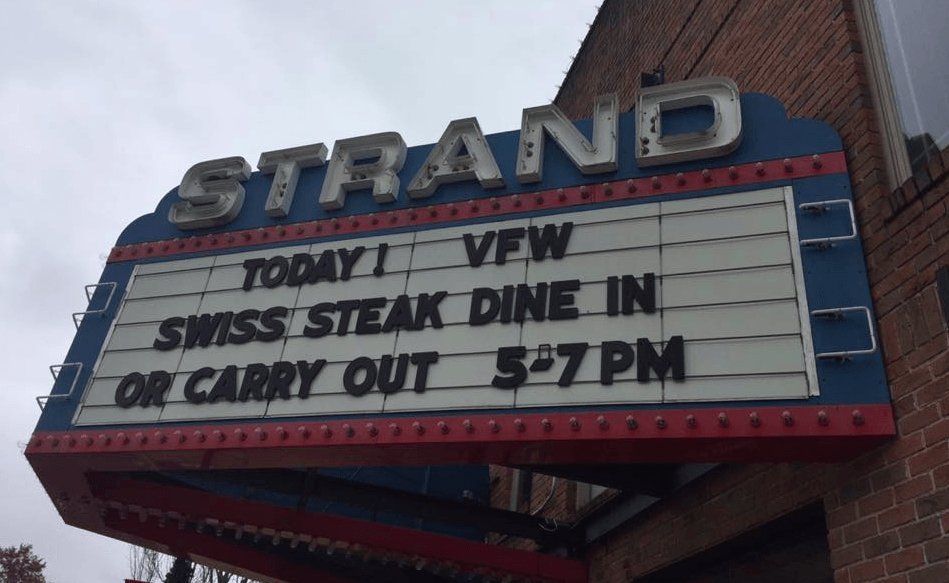 STRAND
TODAY! VFW
SWISS STEAK DINE IN
OR CARRY OUT 5-7 PM